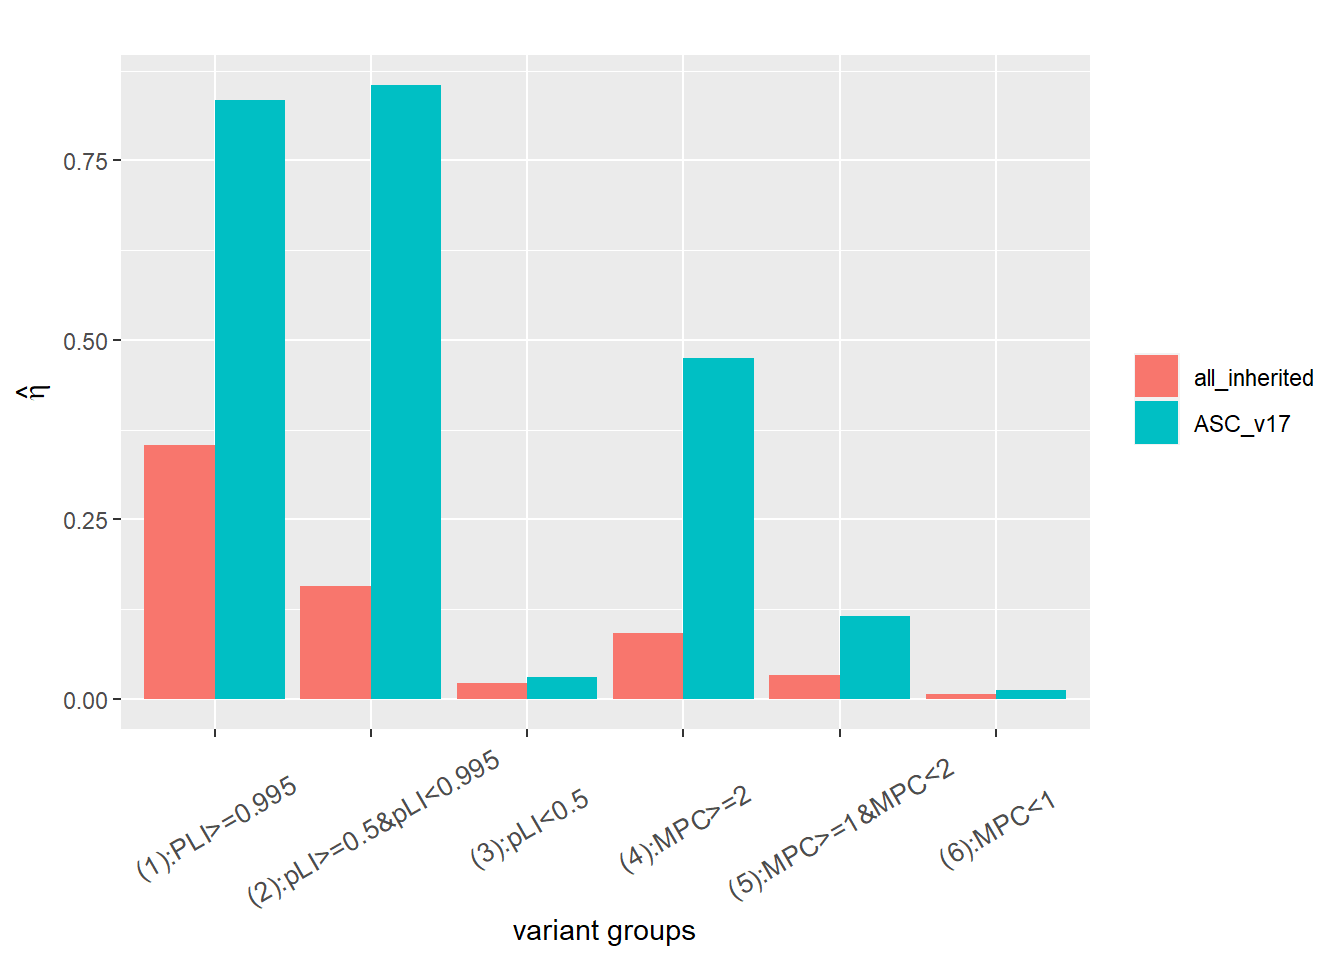 0.75
0.50
0.25
0.00
η̂
(1):PLI>=0.995
(2):pLI>=0.5&pLI<0.995
(3):pLI<0.5
(4):MPC>=2
(5):MPC>=1&MPC<2
(6):MPC<1
variant groups
all_inherited
ASC_v17